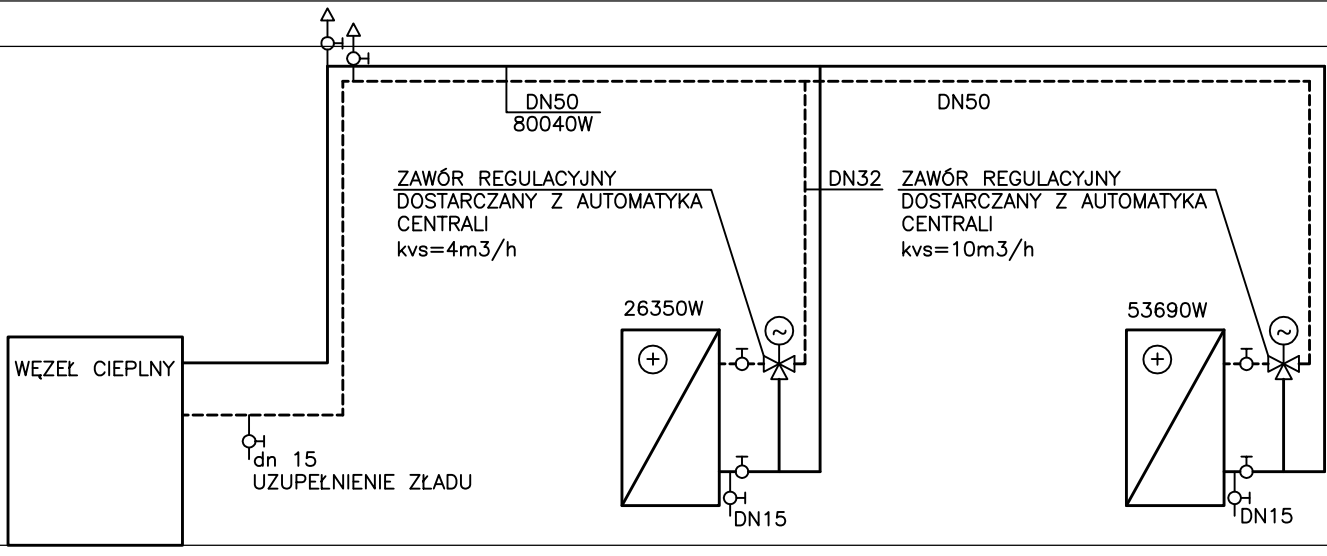 DN50
80040W
DN50
ZAWÓR REGULACYJNY
DOSTARCZANY Z AUTOMATYKA
CENTRALI
kvs=4m3/h
DN32
ZAWÓR REGULACYJNY
DOSTARCZANY Z AUTOMATYKA
CENTRALI
kvs=10m3/h
26350W
53690W
WĘZEŁ CIEPLNY
dn 15
UZUPEŁNIENIE ZŁADU
DN15
DN15